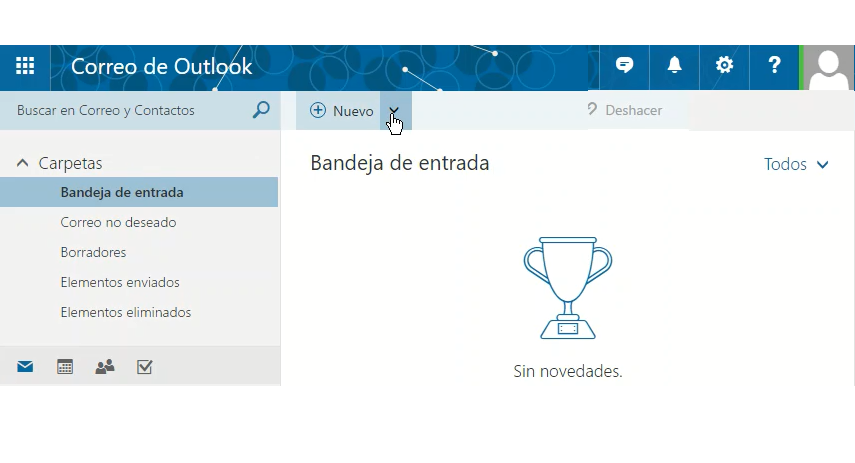 Correo de Outlook
?
Buscar en Correo y Contactos
Nuevo
Deshacer
Carpetas
Bandeja de entrada
Correo no deseado
Borradores
Elementos enviados
Elementos eliminados
Bandeja de entrada
Todos
Sin novedades.